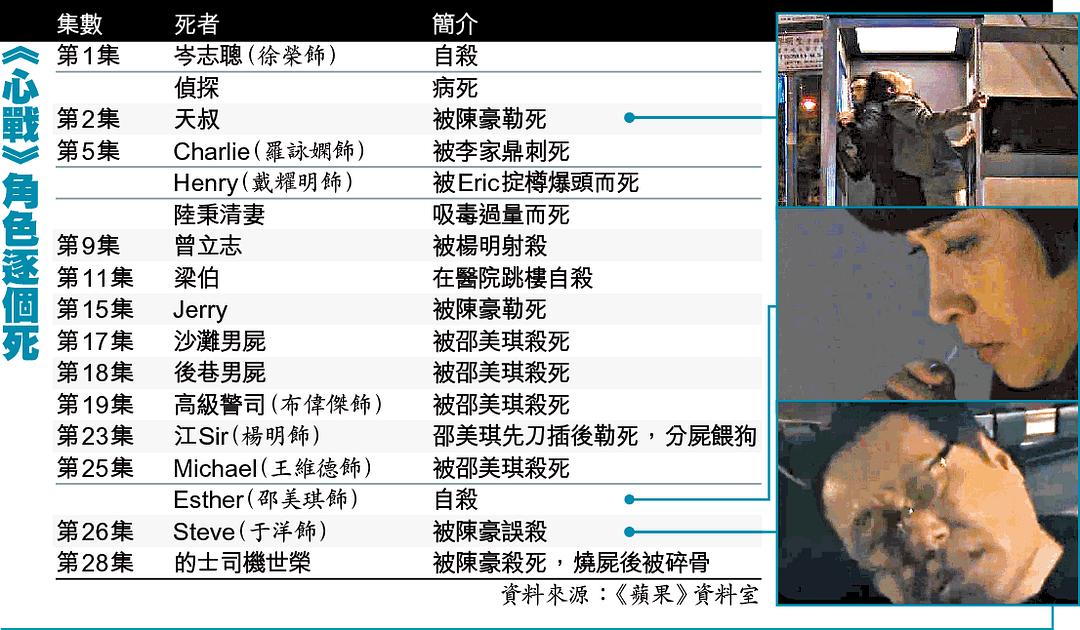 《心戰》角色逐個死
集數 死者 簡介
第1集 岑志聰(徐榮飾) 自殺
偵探 病死
第2集 天叔 被陳豪勒死
第5集 Charlie(羅詠嫻飾) 被李家鼎刺死
Henry(戴耀明飾) 被Eric掟樽爆頭而死
陸秉清妻 吸毒過量而死
第9集 曾立志 被楊明射殺
第11集 梁伯 在醫院跳樓自殺
第15集 Jerry 被陳豪勒死
第17集 沙灘男屍 被邵美琪殺死
第18集 後巷男屍 被邵美琪殺死
第19集 高級警司(布偉傑飾) 被邵美琪殺死
第23集 江Sir(楊明飾) 邵美琪先刀插後勒死，分屍餵狗
第25集 Michael(王維德飾) 被邵美琪殺死
Esther(邵美琪飾) 自殺
第26集 Steve(于洋飾) 被陳豪誤殺
第28集 的士司機世榮 被陳豪殺死，燒屍後被碎骨
資料來源：《蘋果》資料室